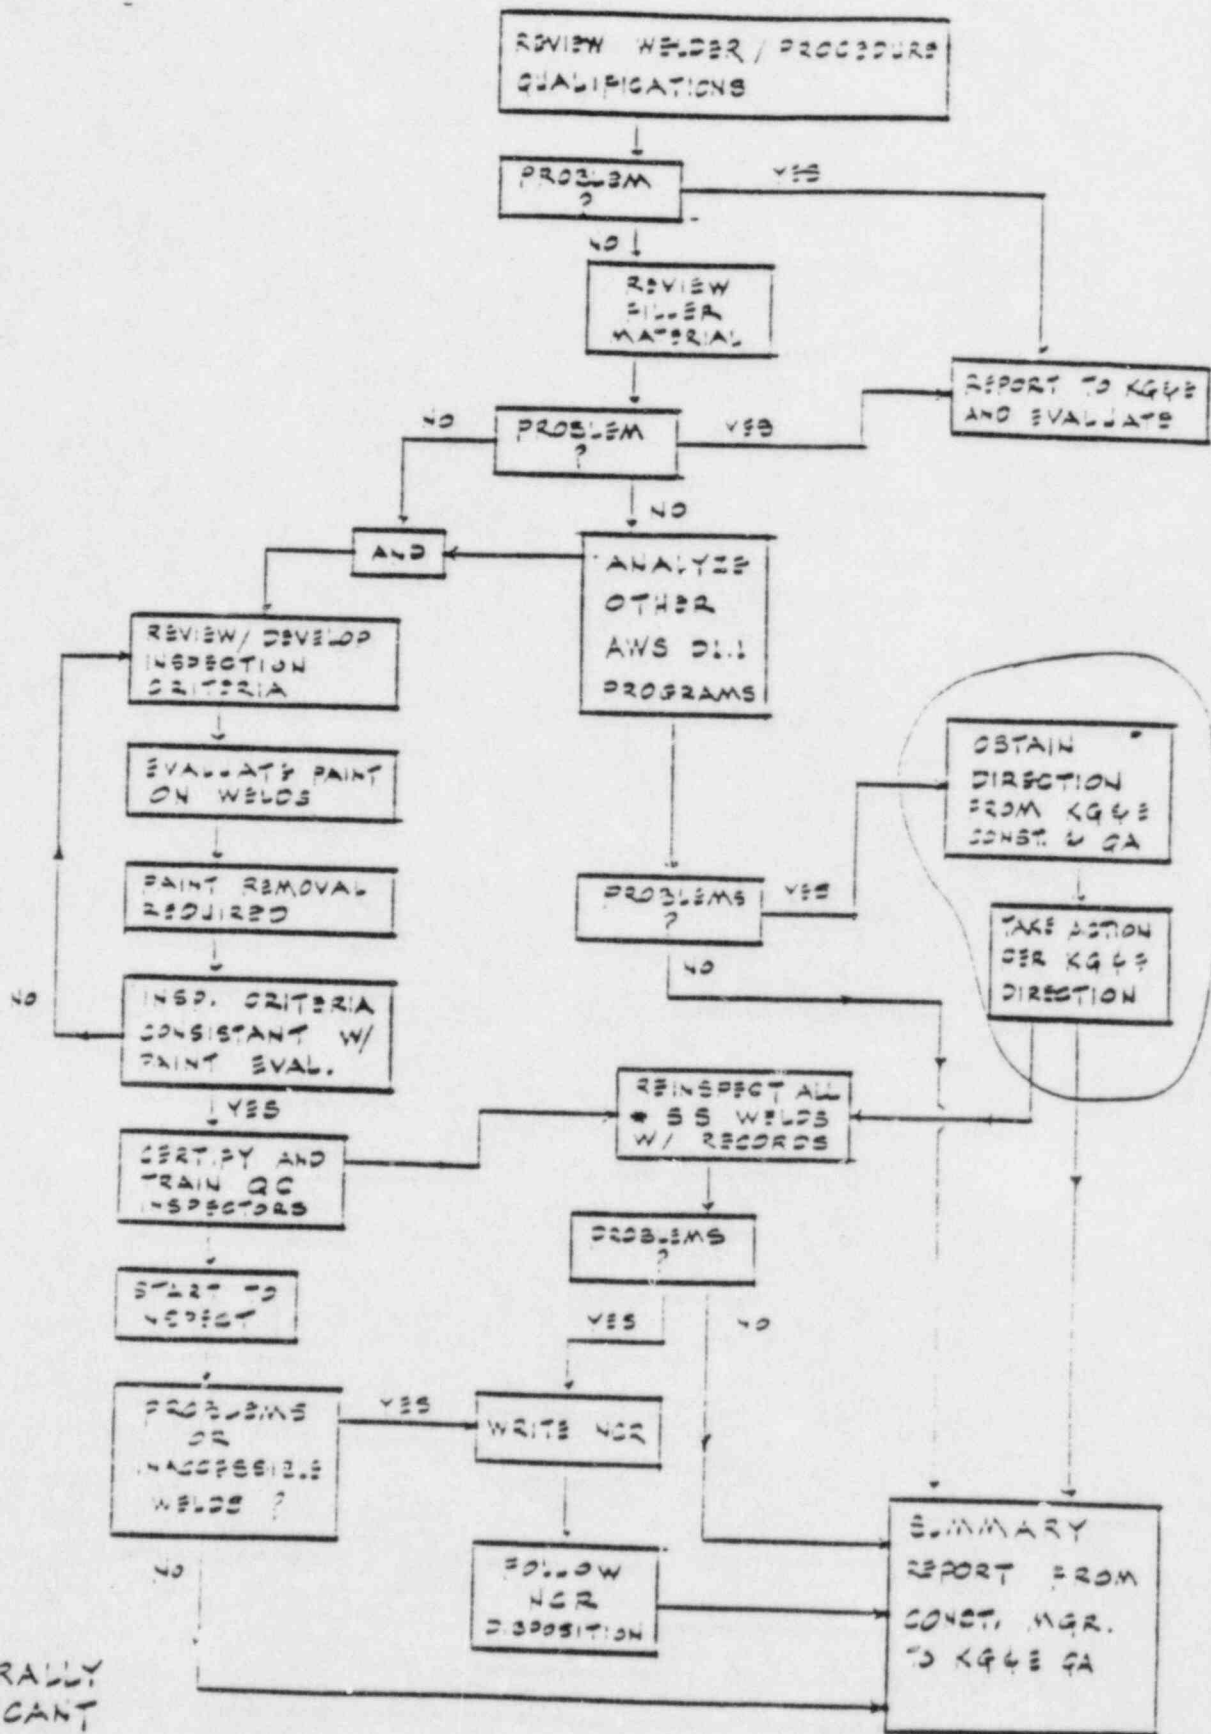 REVIEW WELDER / PROCEDURE
QUALIFICATIONS
PROBLEM
?
YES
NO
REVIEW
FILLER
MATERIAL
REPORT TO KG&E
AND EVALUATE
NO
PROBLEM
?
YES
NO
AND
ANALYZE
OTHER
AWS D1.1
PROGRAMS
REVIEW/DEVELOP
INSPECTION
CRITERIA
OBTAIN
DIRECTION
FROM KG&E
CONST. & QA
EVALUATE PAINT
ON WELDS
PAINT REMOVAL
REQUIRED
PROBLEMS
?
YES
NO
TAKE ACTION
PER KG&E
DIRECTION
NO
INSP. CRITERIA
CONSISTANT W/
PAINT EVAL.
YES
REINSPECT ALL
* SS WELDS
W/ RECORDS
CERTIFY AND
TRAIN QC
INSPECTORS
PROBLEMS
?
START TO
INSPECT
YES
NO
PROBLEMS
OR
INACCESSIBLE
WELDS ?
YES
WRITE NCR
NO
FOLLOW
NCR
DISPOSITION
SUMMARY
REPORT FROM
CONST. MGR.
TO KG&E QA
RALLY
CANT